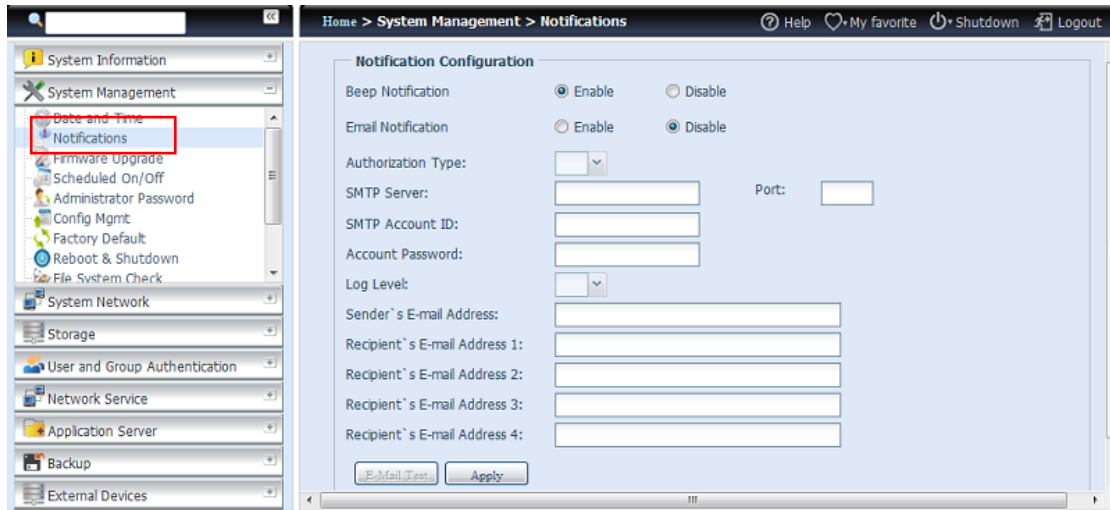 Home > System Management > Notifications
Help
My favorite
Shutdown
Logout
System Information
System Management
Date and Time
Notifications
Firmware Upgrade
Scheduled On/Off
Administrator Password
Config Mgmt
Factory Default
Reboot & Shutdown
File System Check
System Network
Storage
User and Group Authentication
Network Service
Application Server
Backup
External Devices
Notification Configuration
Beep Notification Enable Disable
Email Notification Enable Disable
Authorization Type:
SMTP Server: Port:
SMTP Account ID:
Account Password:
Log Level:
Sender`s E-mail Address:
Recipient`s E-mail Address 1:
Recipient`s E-mail Address 2:
Recipient`s E-mail Address 3:
Recipient`s E-mail Address 4:
E-Mail Test Apply